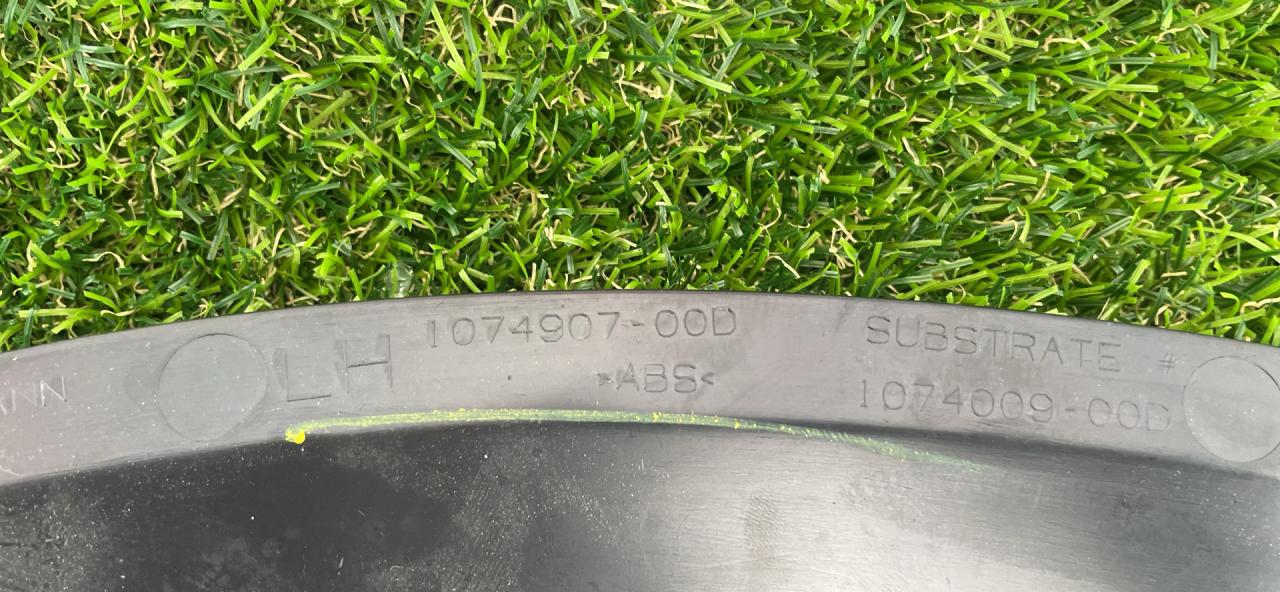 LH
1074907-00D
>ABS<
SUBSTRATE #
1074009-00D